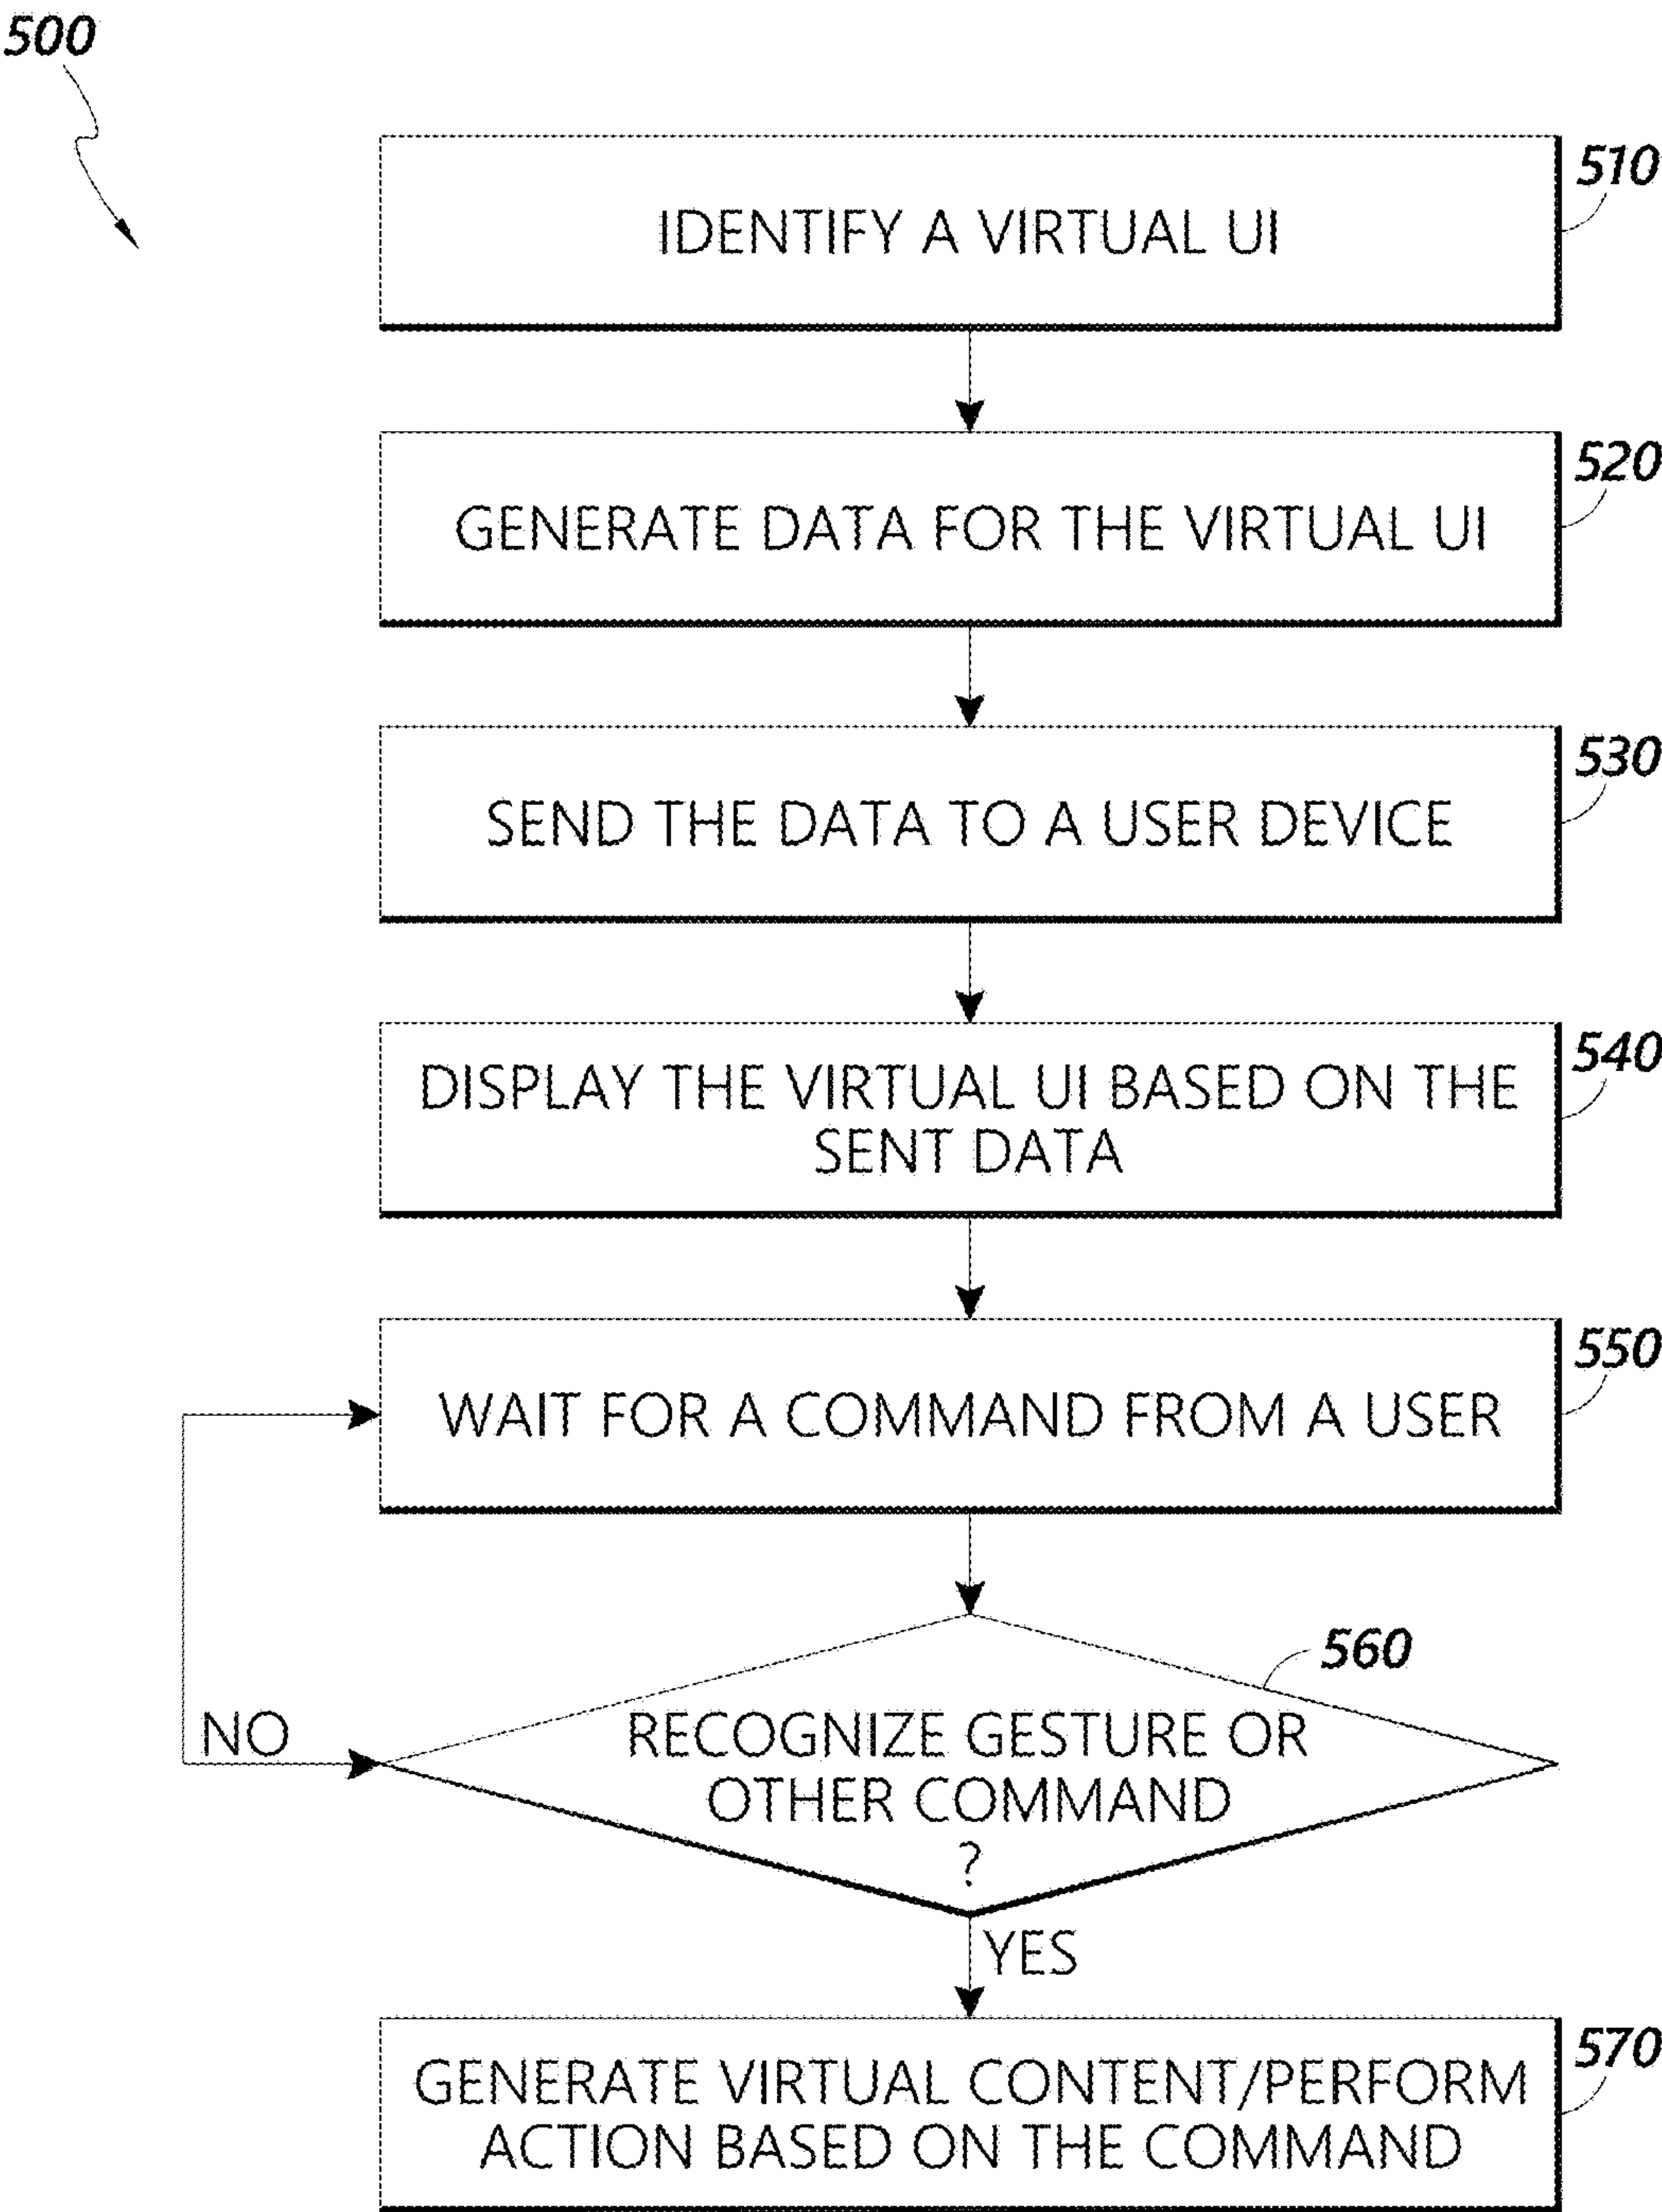 500
510
IDENTIFY A VIRTUAL UI
520
GENERATE DATA FOR THE VIRTUAL UI
530
SEND THE DATA TO A USER DEVICE
540
DISPLAY THE VIRTUAL UI BASED ON THE
SENT DATA
550
WAIT FOR A COMMAND FROM A USER
560
NO
RECOGNIZE GESTURE OR
OTHER COMMAND
?
YES
570
GENERATE VIRTUAL CONTENT/PERFORM
ACTION BASED ON THE COMMAND